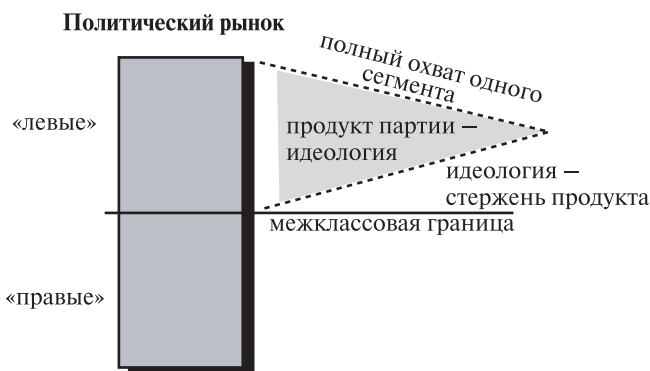 Политический рынок
полный охват одного
сегмента
«левые»
продукт партии –
идеология
идеология –
стержень продукта
межклассовая граница
«правые»